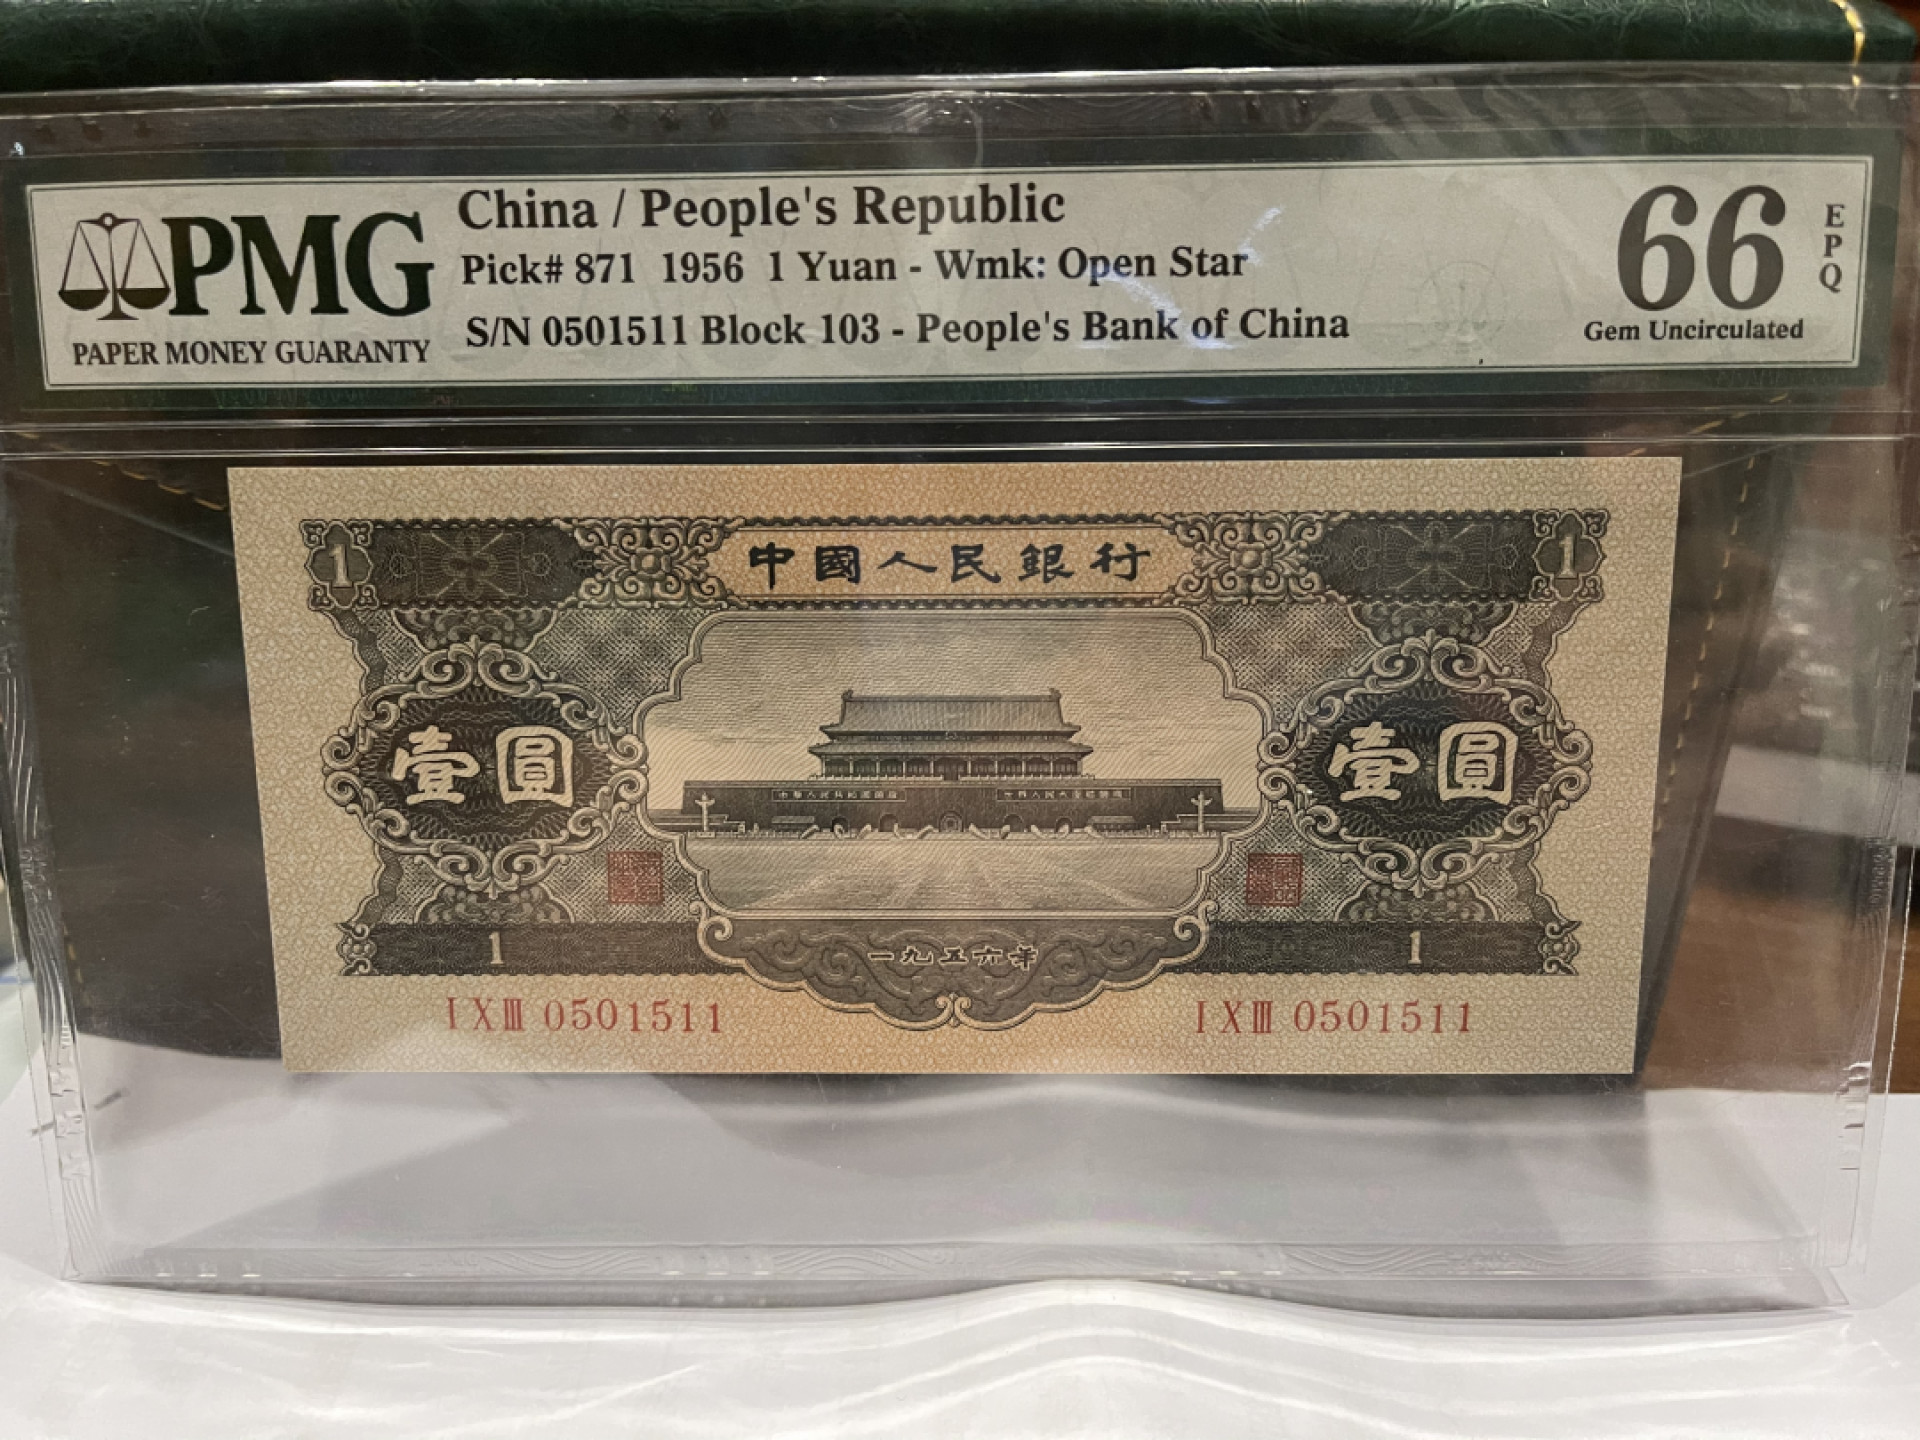 PMG
PAPER MONEY GUARANTY
China / People's Republic
Pick# 871 1956 1 Yuan - Wmk: Open Star
S/N 0501511 Block 103 - People's Bank of China
66
EPQ
Gem Uncirculated
1 中國人民銀行 1
壹圓 壹圓
1 一九五六年 1
I X III 0501511 I X III 0501511